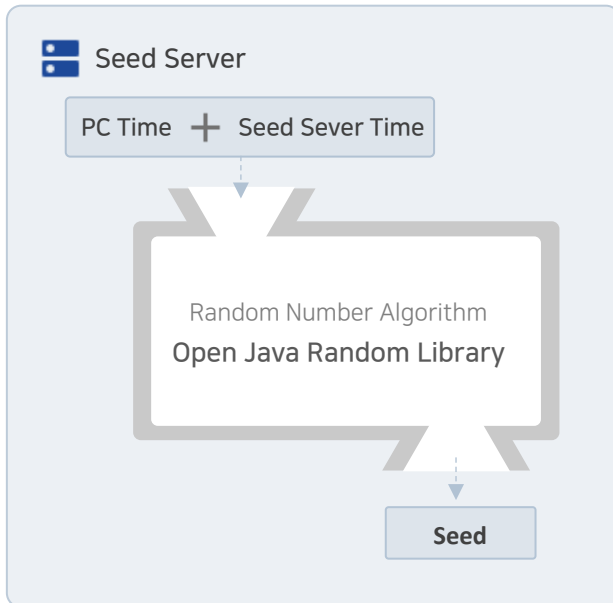 Seed Server
PC Time + Seed Sever Time
Random Number Algorithm
Open Java Random Library
Seed